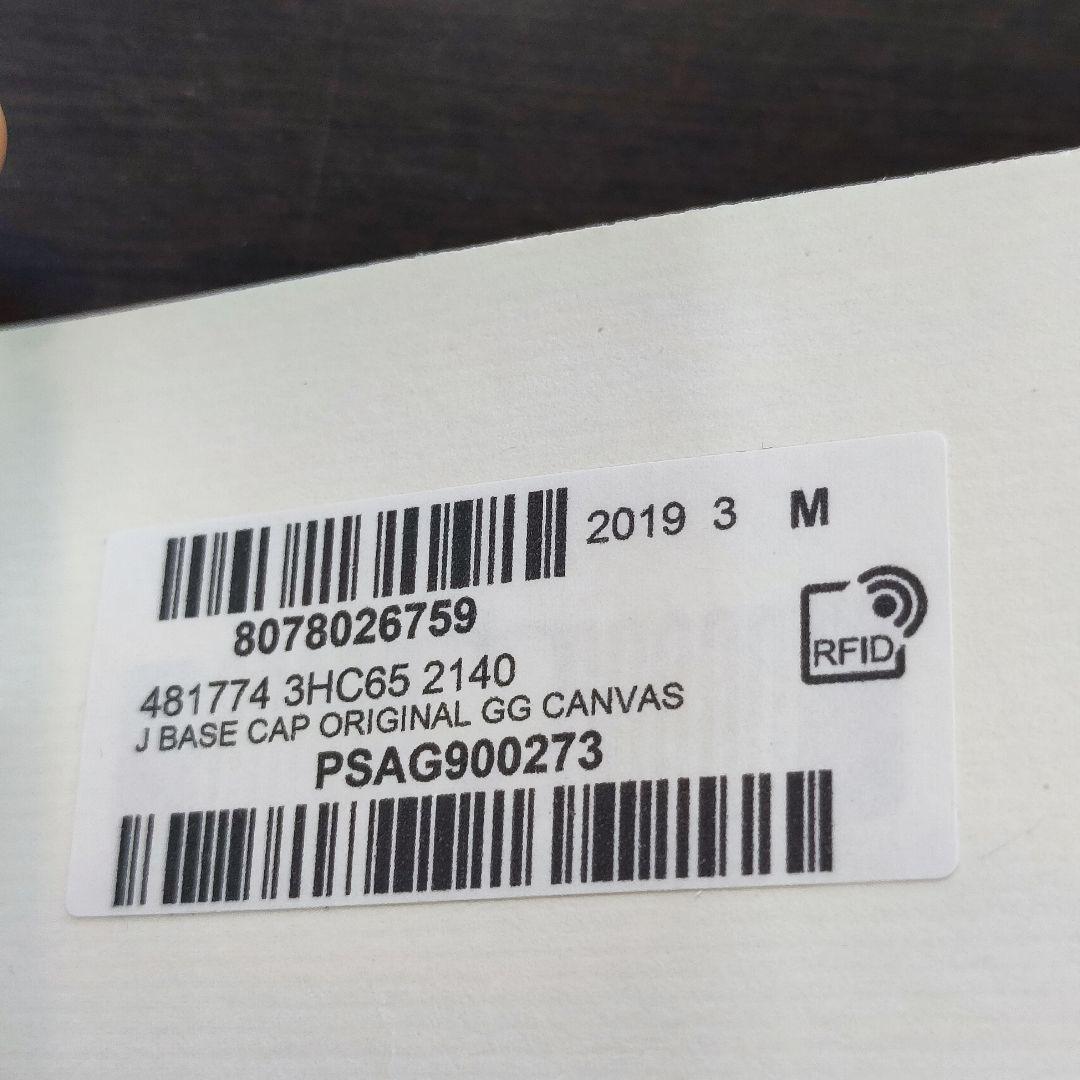 2019 3 M
8078026759
RFID
481774 3HC65 2140
J BASE CAP ORIGINAL GG CANVAS
PSAG900273